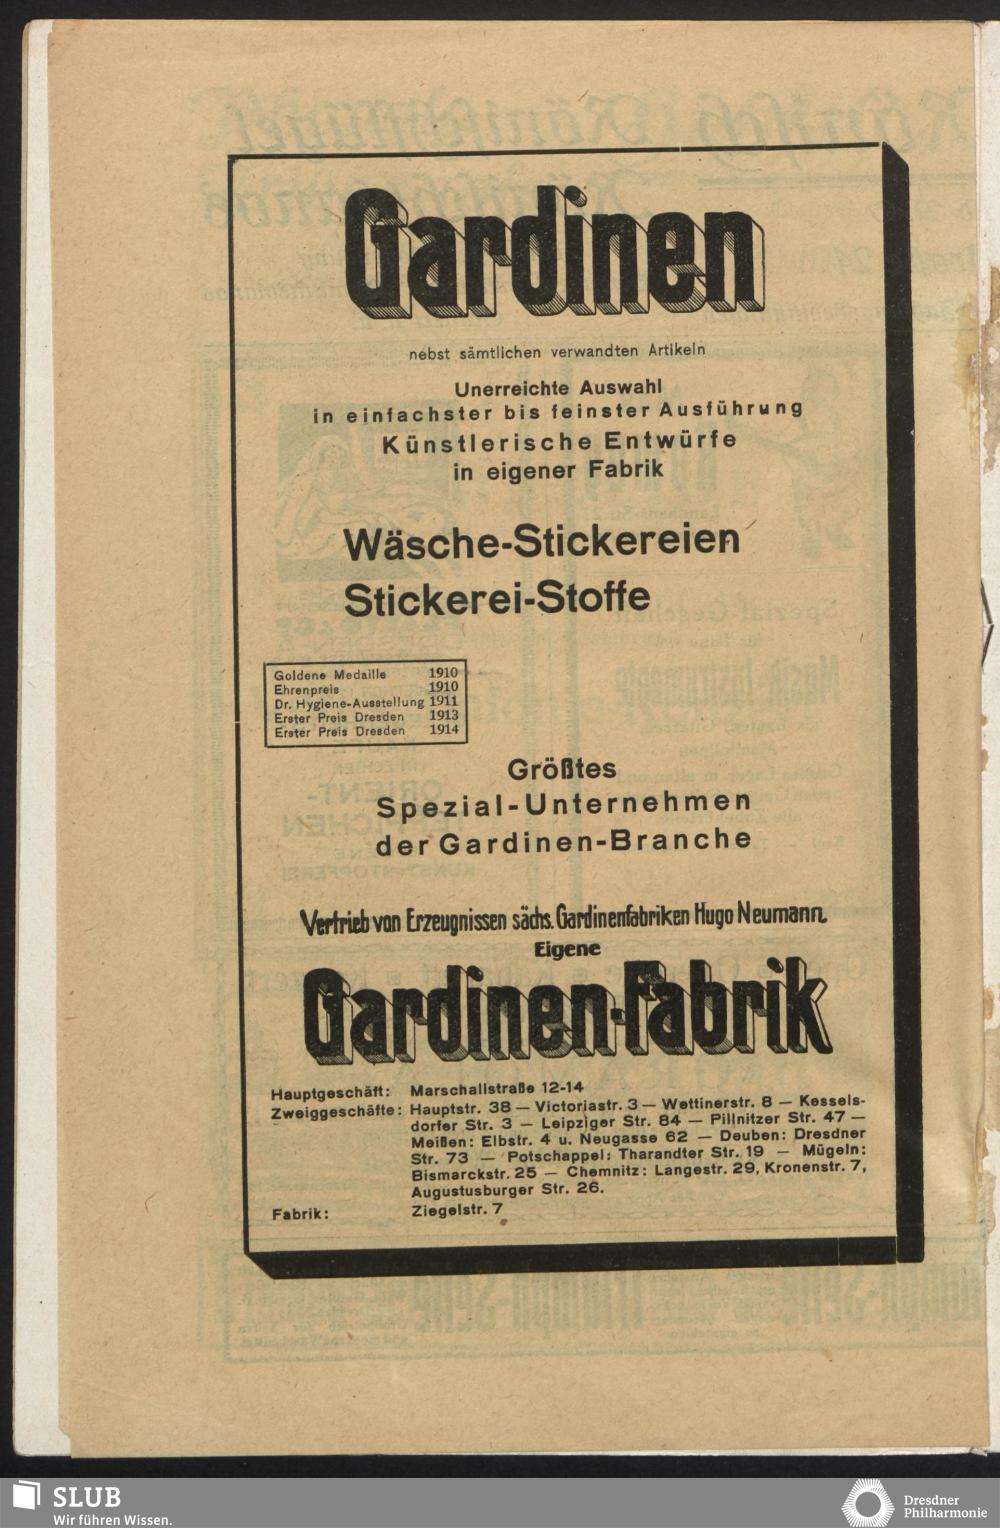 Gardinen
nebst sämtlichen verwandten Artikeln
Unerreichte Auswahl
in einfachster bis feinster Ausführung
Künstlerische Entwürfe
in eigener Fabrik
Wäsche-Stickereien
Stickerei-Stoffe
Goldene Medaille 1910
Ehrenpreis 1910
Dr. Hygiene-Ausstellung 1911
Erster Preis Dresden 1913
Erster Preis Dresden 1914
Größtes
Spezial-Unternehmen
der Gardinen-Branche
Vertrieb von Erzeugnissen sächs. Gardinenfabriken Hugo Neumann,
Eigene
Gardinen-Fabrik
Hauptgeschäft: Marschallstraße 12-14
Zweiggeschäfte: Hauptstr. 38 — Victoriastr. 3 — Wettinerstr. 8 — Kessels-
dorfer Str. 3 — Leipziger Str. 84 — Pillnitzer Str. 47 —
Meißen: Elbstr. 4 u. Neugasse 62 — Deuben: Dresdner
Str. 73 — Potschappel: Tharandter Str. 19 — Mügeln:
Bismarckstr. 25 — Chemnitz: Langestr. 29, Kronenstr. 7,
Augustusburger Str. 26.
Fabrik: Ziegelstr. 7
SLUB
Wir führen Wissen.
Dresdner
Philharmonie